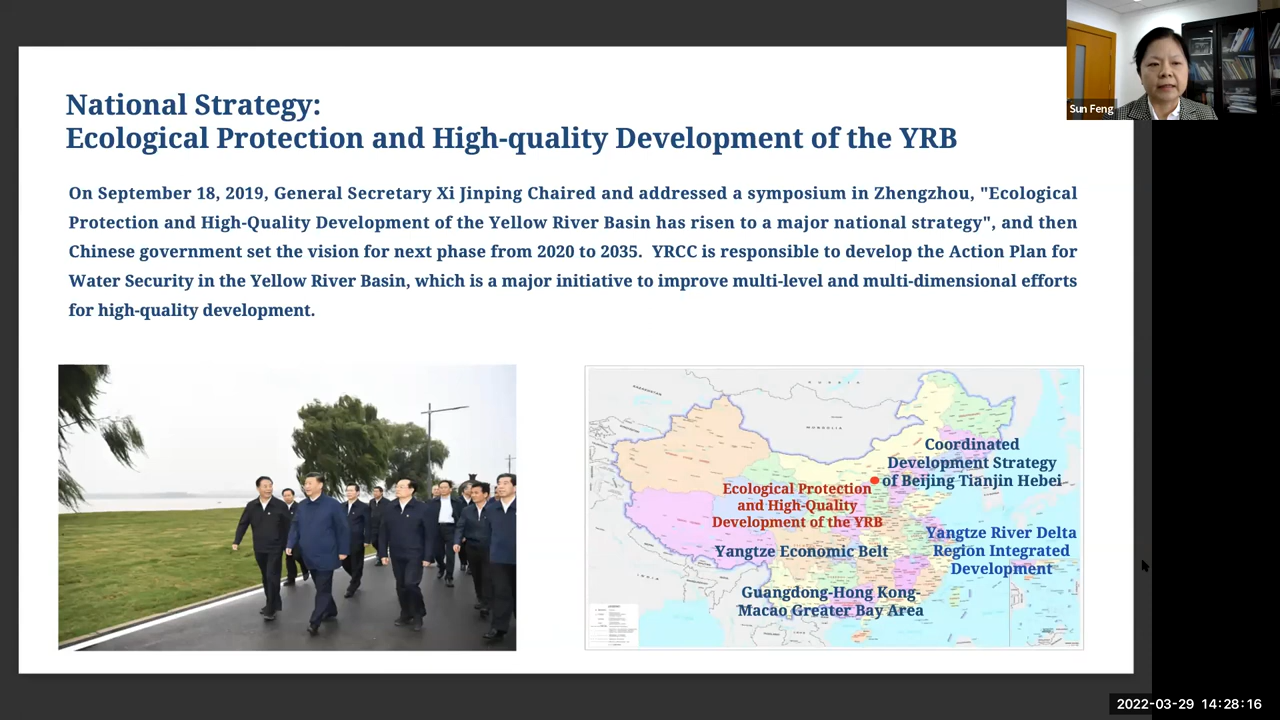 Sun Feng
National Strategy:
Ecological Protection and High-quality Development of the YRB
On September 18, 2019, General Secretary Xi Jinping Chaired and addressed a symposium in Zhengzhou, "Ecological
Protection and High-Quality Development of the Yellow River Basin has risen to a major national strategy", and then
Chinese government set the vision for next phase from 2020 to 2035. YRCC is responsible to develop the Action Plan for
Water Security in the Yellow River Basin, which is a major initiative to improve multi-level and multi-dimensional efforts
for high-quality development.
Coordinated
Development Strategy
of Beijing Tianjin Hebei
Ecological Protection
and High-Quality
Development of the YRB
Yangtze River Delta
Region Integrated
Development
Yangtze Economic Belt
Guangdong-Hong Kong-
Macao Greater Bay Area
MONGOLIA
INDIA
2022-03-29 14:28:16